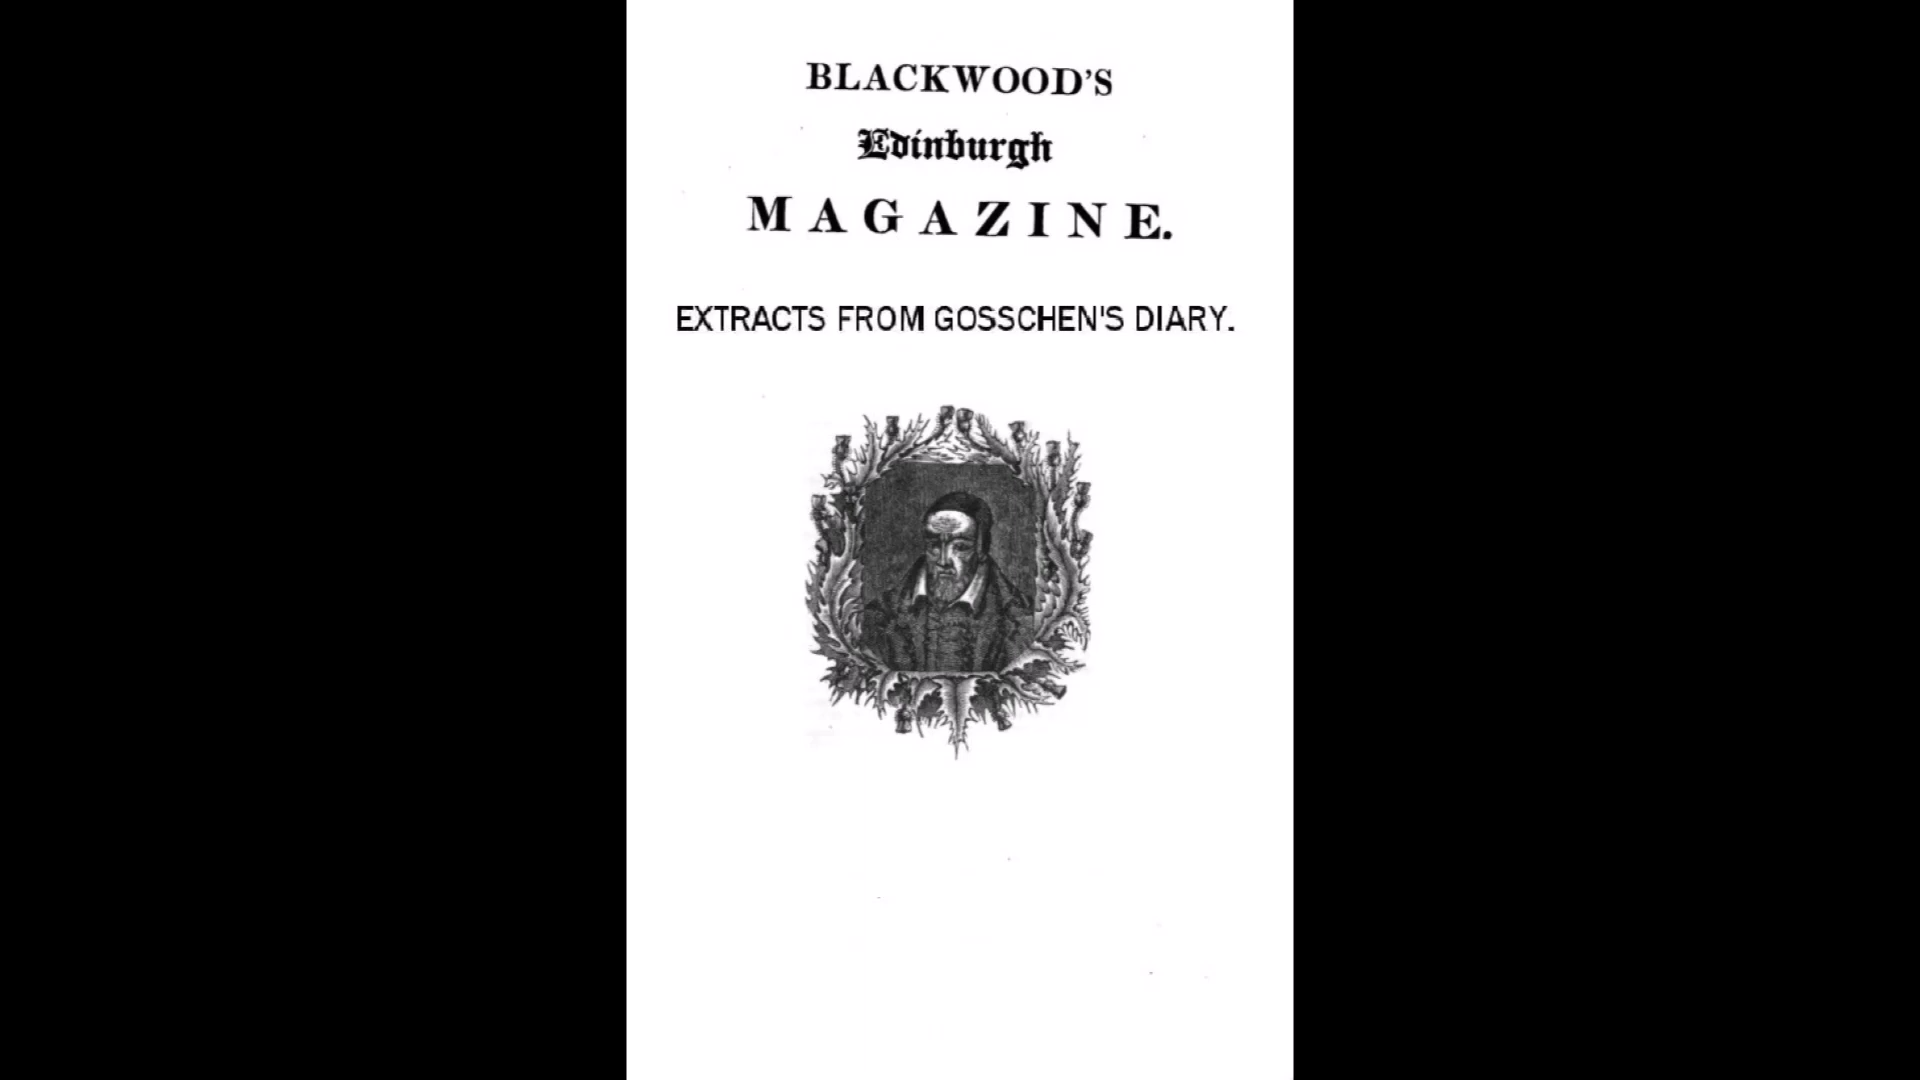 BLACKWOOD'S
Edinburgh
MAGAZINE.
EXTRACTS FROM GOSSCHEN'S DIARY.